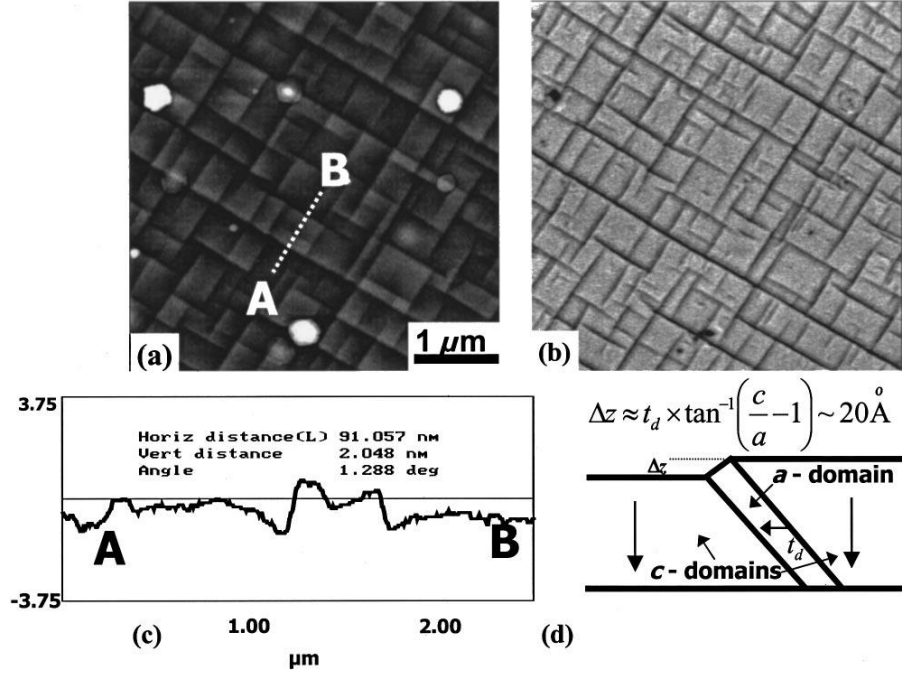 B
A
(a)
1 μm
(b)
3.75
Horiz distance(L) 91.057 nm
Vert distance 2.048 nm
Angle 1.288 deg
A
B
-3.75
(c)
1.00
2.00
μm
Δz ≈ t_d × tan⁻¹(c/a − 1) ~ 20Å
Δz
a - domain
t_d
c - domains
(d)